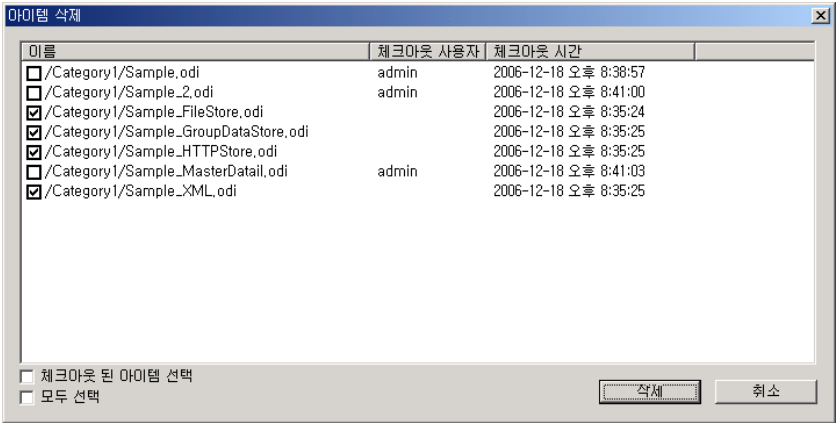 아이템 삭제
이름 체크아웃 사용자 체크아웃 시간
/Category1/Sample.odi admin 2006-12-18 오후 8:38:57
/Category1/Sample_2.odi admin 2006-12-18 오후 8:41:00
/Category1/Sample_FileStore.odi 2006-12-18 오후 8:35:24
/Category1/Sample_GroupDataStore.odi 2006-12-18 오후 8:35:25
/Category1/Sample_HTTPStore.odi 2006-12-18 오후 8:35:25
/Category1/Sample_MasterDatail.odi admin 2006-12-18 오후 8:41:03
/Category1/Sample_XML.odi 2006-12-18 오후 8:35:25
체크아웃 된 아이템 선택
모두 선택
삭제 취소